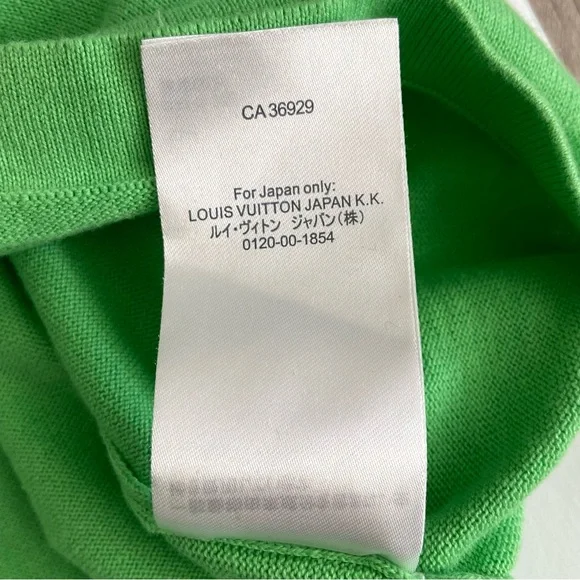 CA 36929
For Japan only:
LOUIS VUITTON JAPAN K.K.
ルイ・ヴィトン ジャパン(株)
0120-00-1854